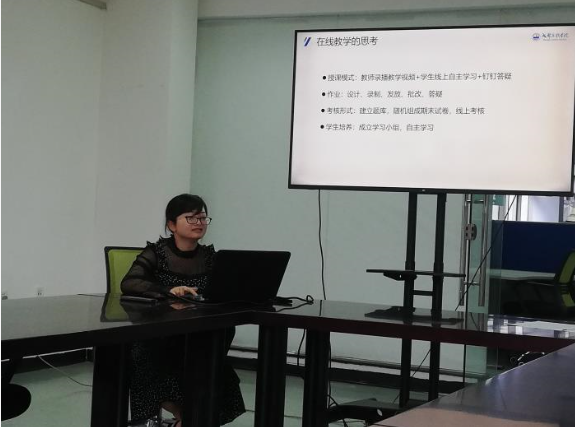 在线教学的思考
●授课模式：教师录播教学视频+学生线上自主学习+钉钉答疑
●作业：设计、录制、发放、批改、答疑
●考核形式：建立题库、随机组成期末试卷、线上考核
●学生培养：成立学习小组、自主学习